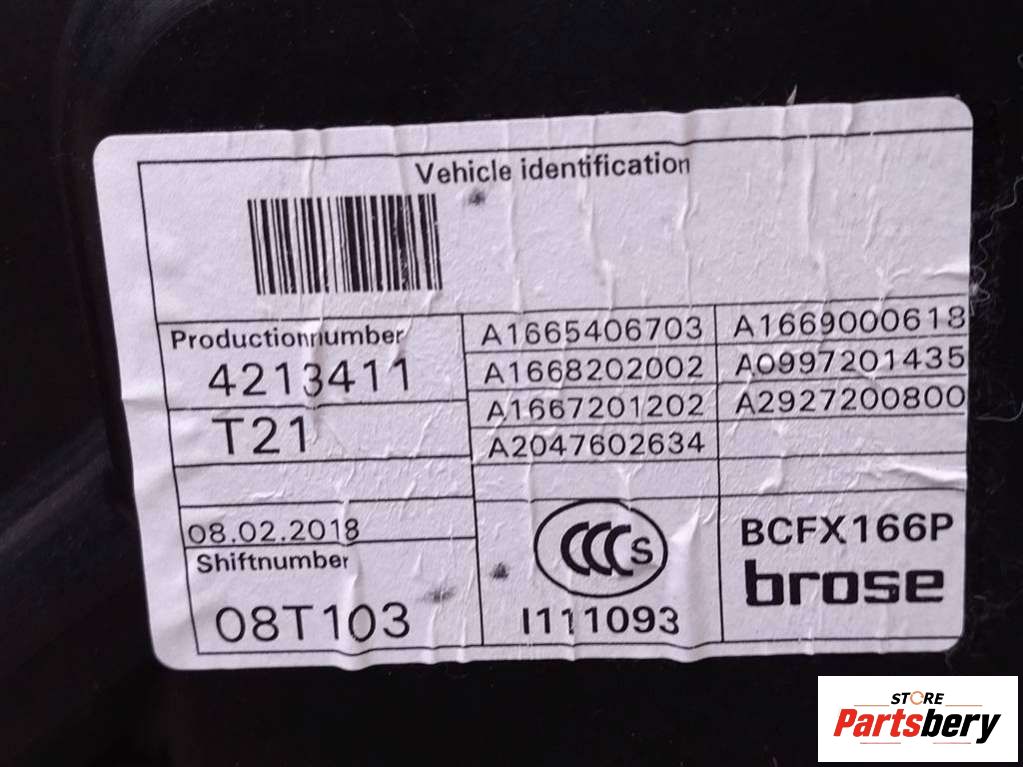 Vehicle identification
Productionnumber
4213411
T21
08.02.2018
Shiftnumber
08T103
A1665406703
A1668202002
A1667201202
A2047602634
A1669000618
A0997201435
A2927200800
CCC S
I111093
BCFX166P
brose
STORE
Partsbery